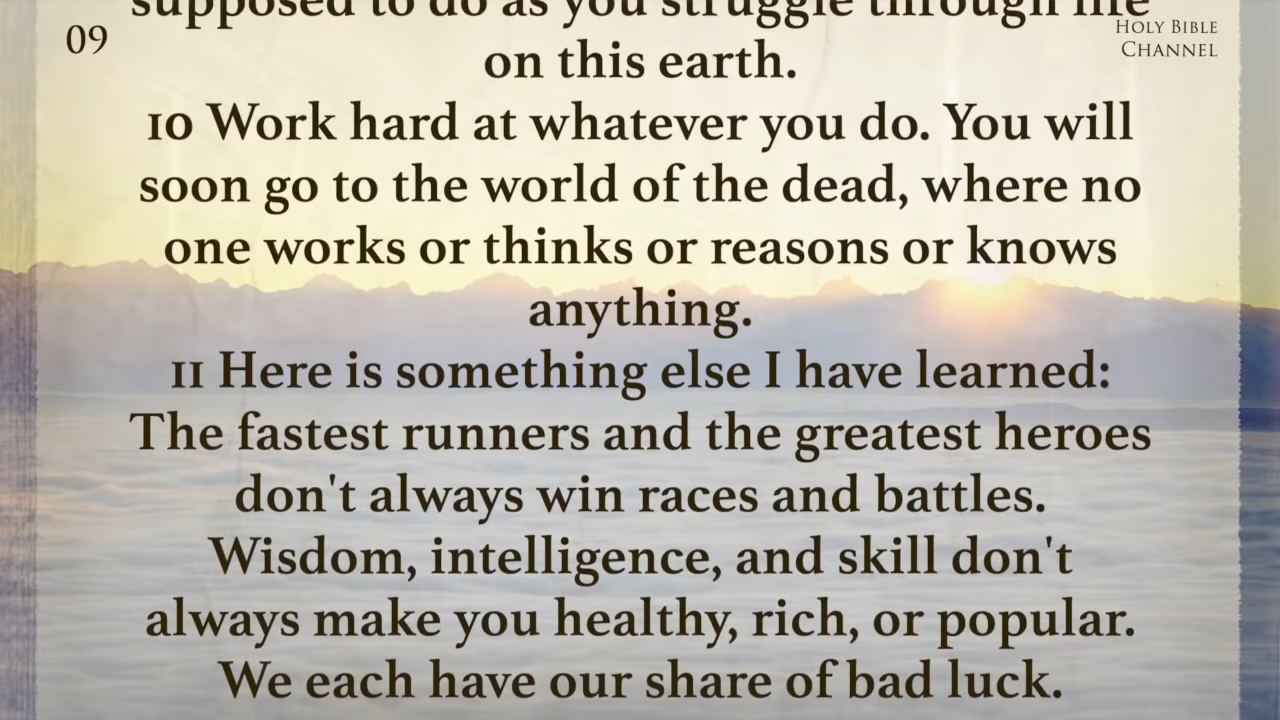 supposed to do as you struggle through life
09
HOLY BIBLE
CHANNEL
on this earth.
10 Work hard at whatever you do. You will
soon go to the world of the dead, where no
one works or thinks or reasons or knows
anything.
11 Here is something else I have learned:
The fastest runners and the greatest heroes
don't always win races and battles.
Wisdom, intelligence, and skill don't
always make you healthy, rich, or popular.
We each have our share of bad luck.